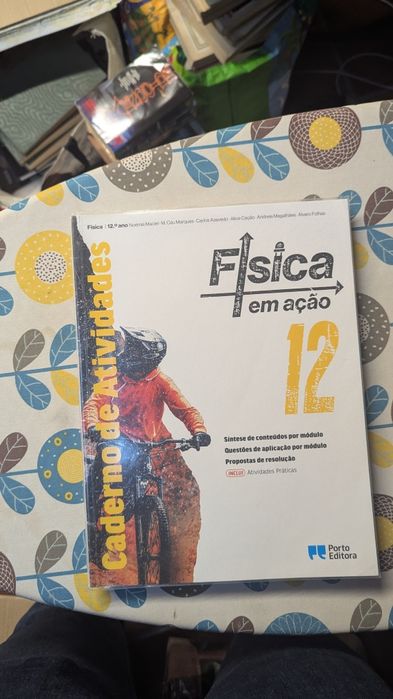 Física | 12.º ano Noémia Maciel · M. Céu Marques · Carlos Azevedo · Alice Cação · Andreia Magalhães · Álvaro Folhas
Caderno de Atividades
Física
em ação
12
Síntese de conteúdos por módulo
Questões de aplicação por módulo
Propostas de resolução
INCLUI Atividades Práticas
Porto
Editora